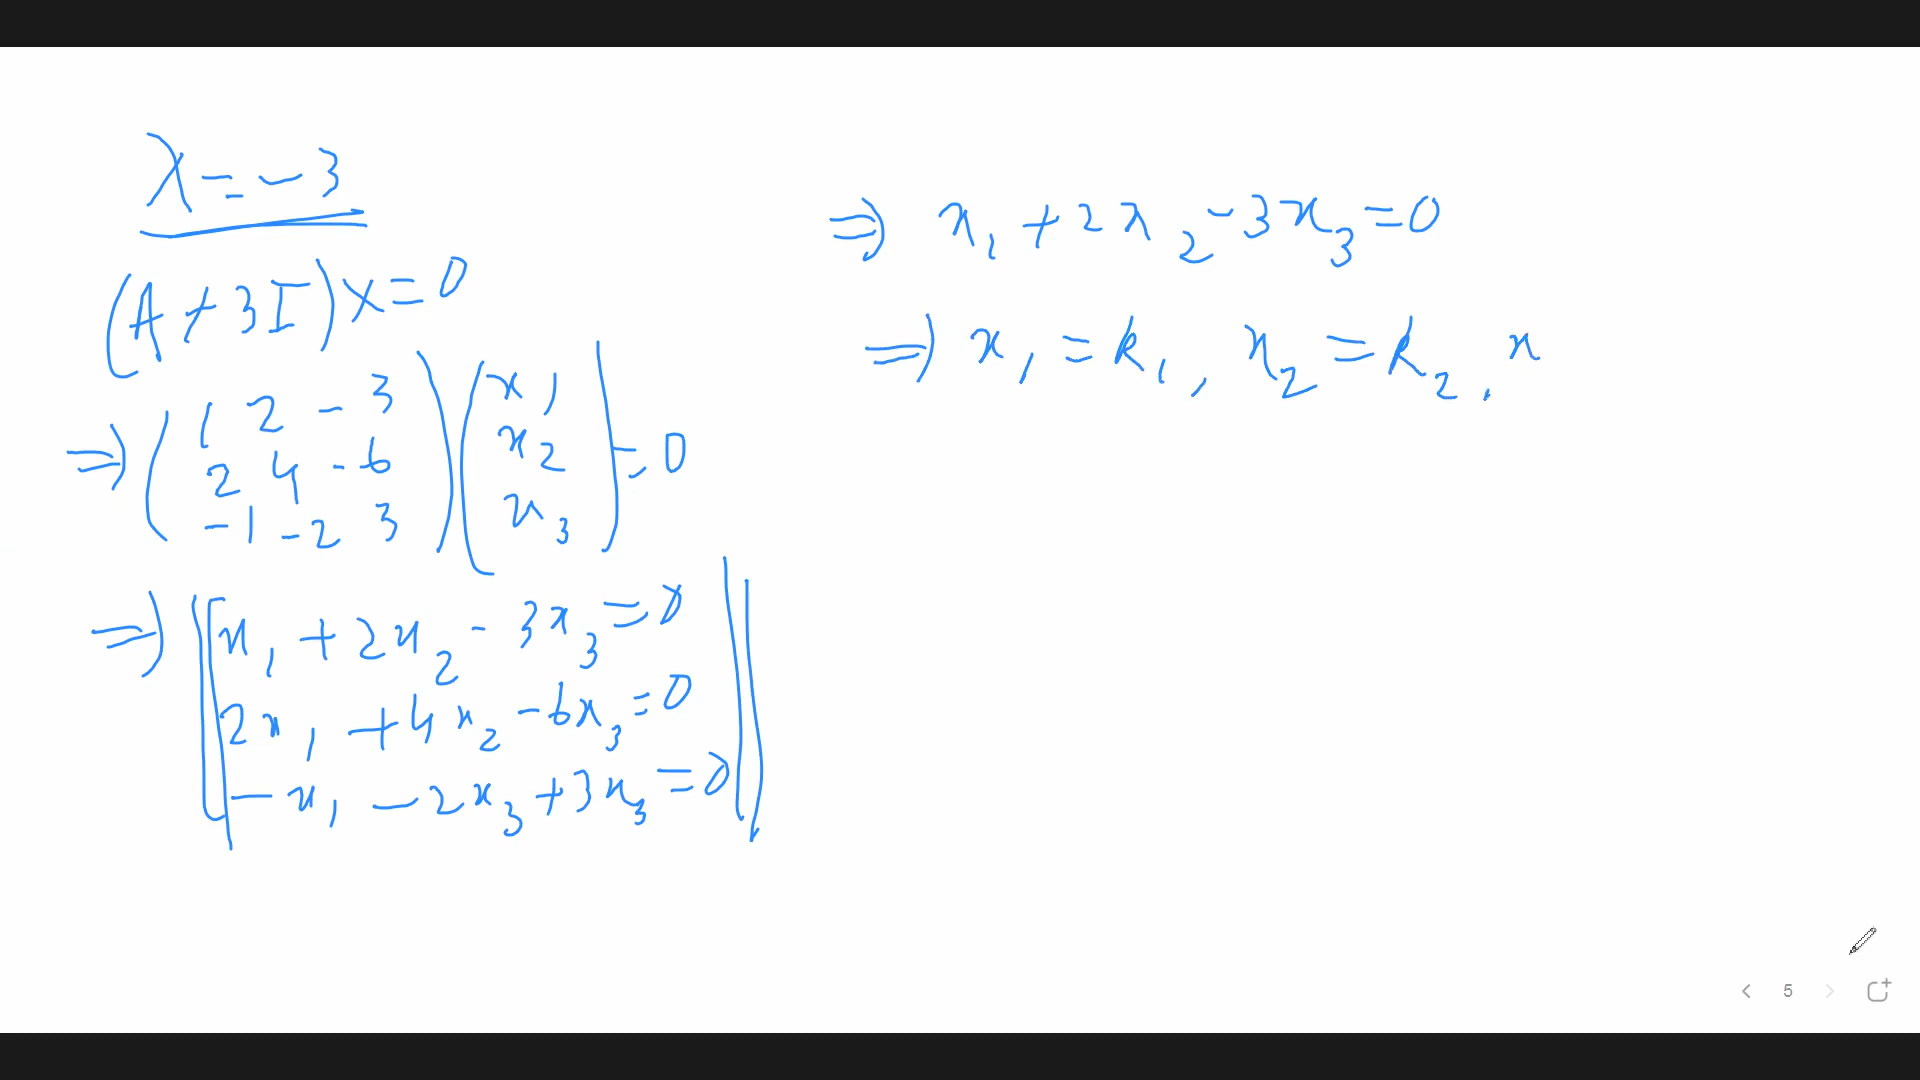 λ = -3
(A + 3I) X = 0
⇒ ( 1 2 -3
2 4 -6
-1 -2 3 ) ( x1
x2
x3 ) = 0
⇒ x1 + 2x2 - 3x3 = 0
2x1 + 4x2 - 6x3 = 0
-x1 - 2x3 + 3x3 = 0
⇒ x1 + 2x2 - 3x3 = 0
⇒ x1 = k1, x2 = k2, x
5